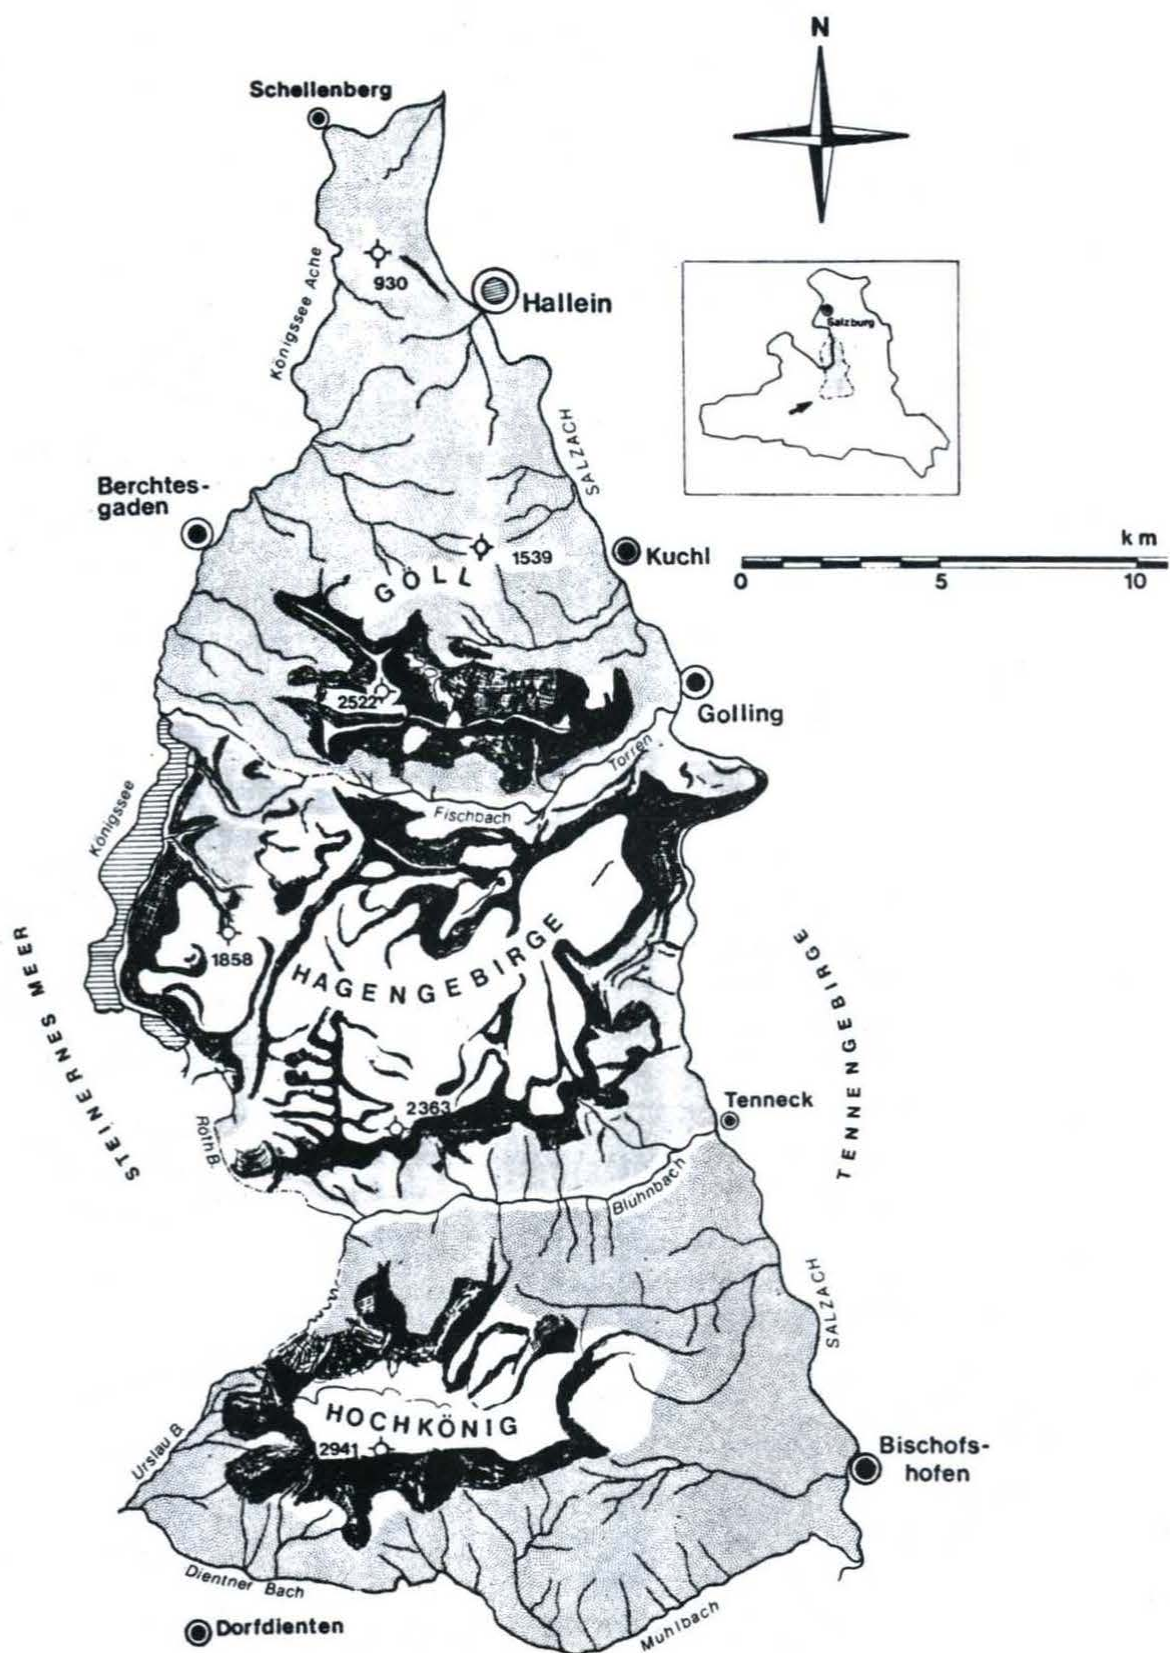 N
Schellenberg
930
Hallein
Königssee Ache
Salzburg
SALZACH
Berchtes-
gaden
km
0 5 10
1539
Kuchl
GÖLL
2522
Golling
Torren
Königssee
Fischbach
1858
HAGENGEBIRGE
STEINERNES MEER
TENNENGEBIRGE
2363
Tenneck
Röth B.
Bluhnbach
SALZACH
HOCHKÖNIG
2941
Urslau B.
Bischofs-
hofen
Dientner Bach
Dorfdienten
Muhlbach